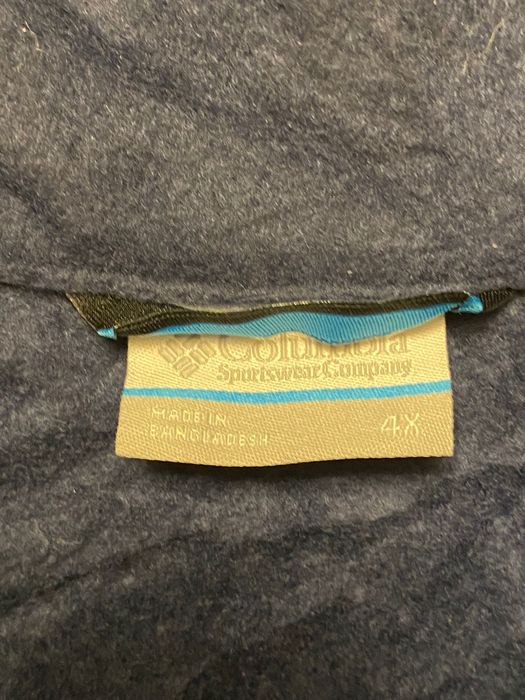 Columbia
Sportswear Company
MADE IN
BANGLADESH
4X